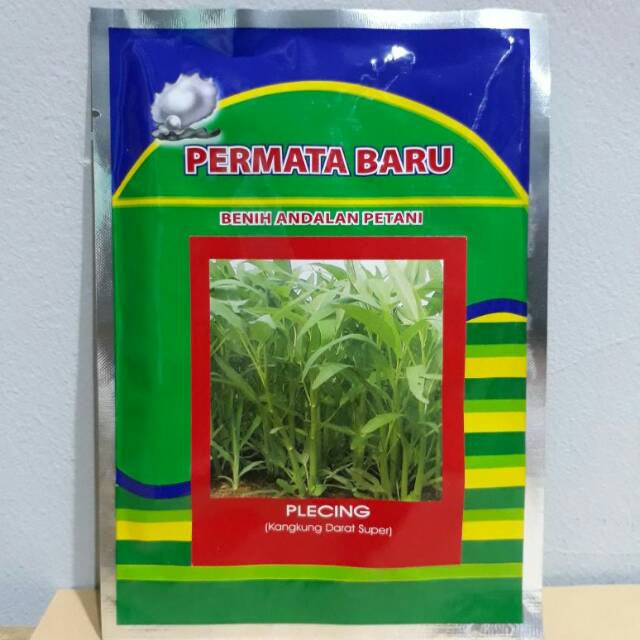 PERMATA BARU
BENIH ANDALAN PETANI
PLECING
(Kangkung Darat Super)